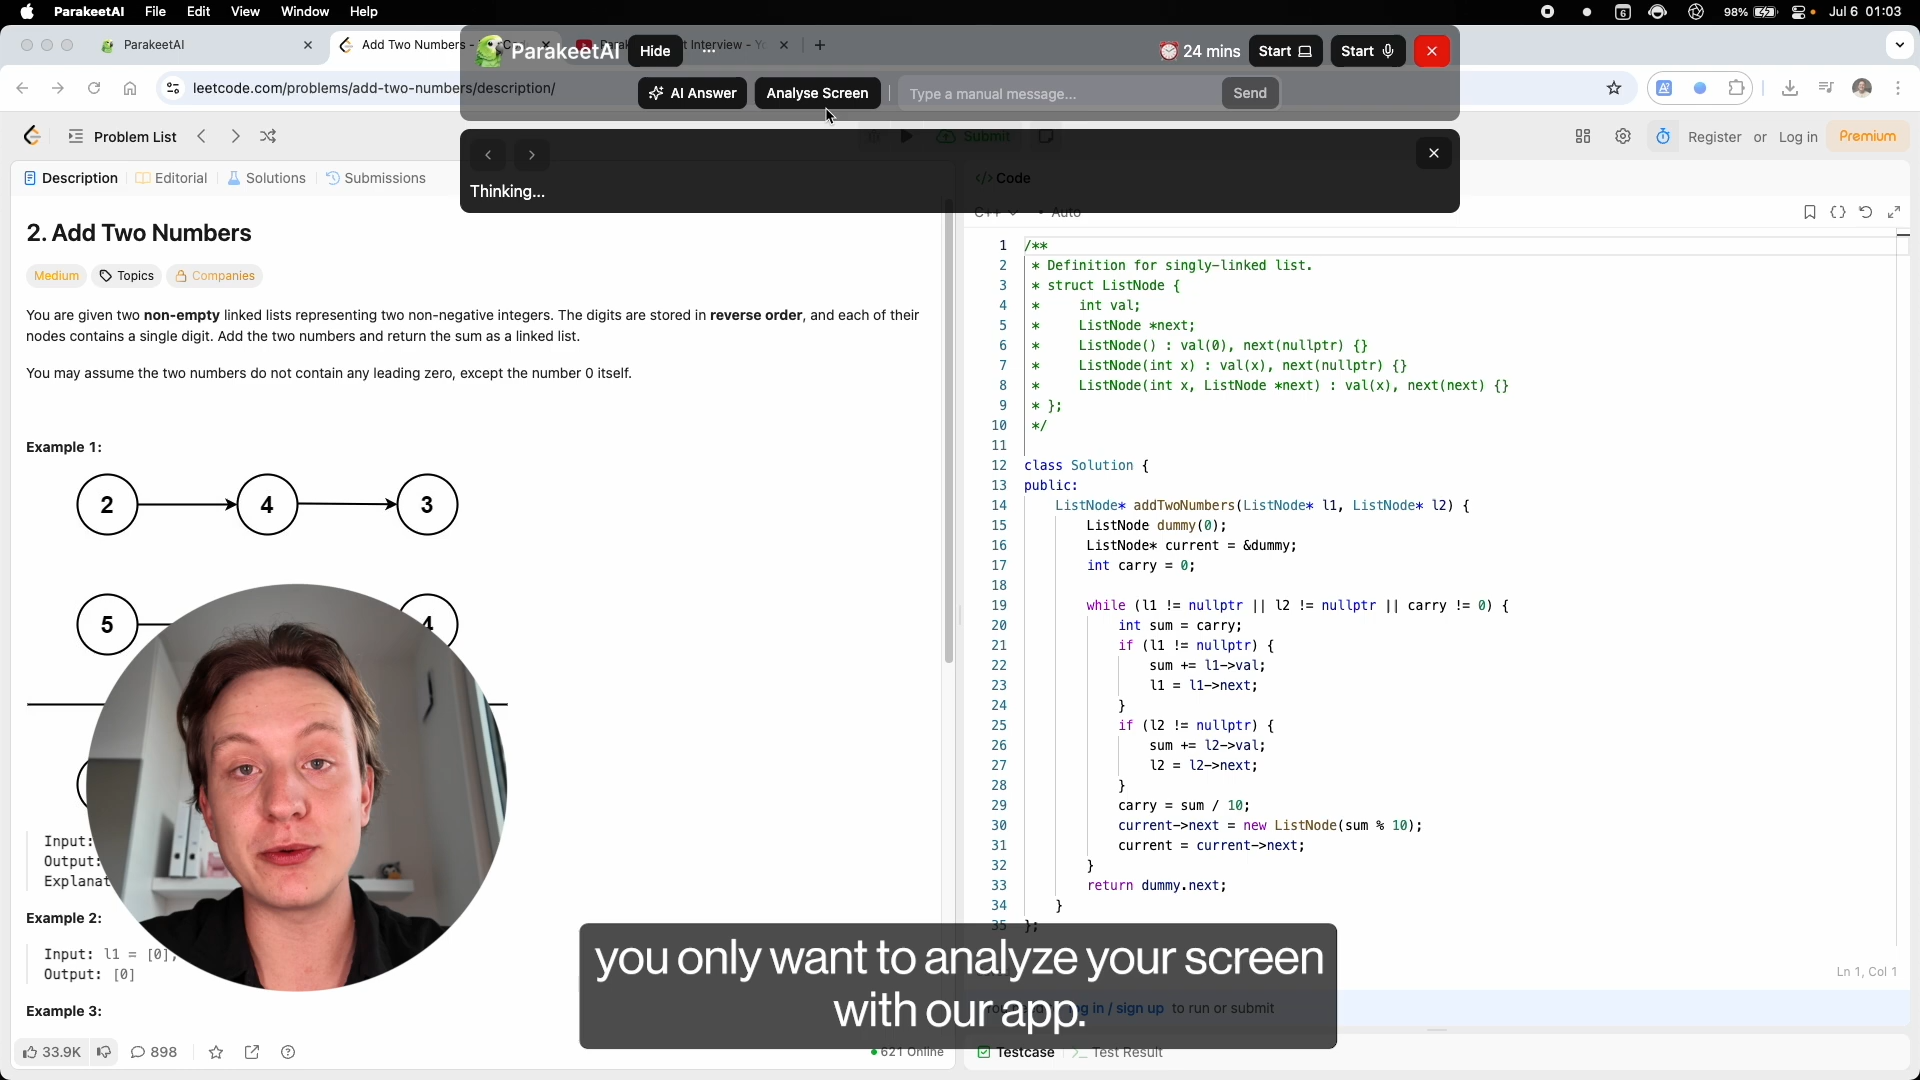 ParakeetAI File Edit View Window Help
6 98% Jul 6 01:03
ParakeetAI
Add Two Numbers -
t Interview - Y
ParakeetAI Hide ... 24 mins Start Start
leetcode.com/problems/add-two-numbers/description/
AI Answer Analyse Screen Type a manual message... Send
Problem List
Submit
Register or Log in Premium
Thinking...
Description Editorial Solutions Submissions
</> Code
C++ Auto
2. Add Two Numbers
Medium Topics Companies
You are given two non-empty linked lists representing two non-negative integers. The digits are stored in reverse order, and each of their
nodes contains a single digit. Add the two numbers and return the sum as a linked list.
You may assume the two numbers do not contain any leading zero, except the number 0 itself.
Example 1:
2 4 3
5 4
Input:
Output:
Explanat
Example 2:
Input: l1 = [0],
Output: [0]
Example 3:
33.9K 898
621 Online
1 /**
2 * Definition for singly-linked list.
3 * struct ListNode {
4 *     int val;
5 *     ListNode *next;
6 *     ListNode() : val(0), next(nullptr) {}
7 *     ListNode(int x) : val(x), next(nullptr) {}
8 *     ListNode(int x, ListNode *next) : val(x), next(next) {}
9 * };
10 */
11
12 class Solution {
13 public:
14     ListNode* addTwoNumbers(ListNode* l1, ListNode* l2) {
15         ListNode dummy(0);
16         ListNode* current = &dummy;
17         int carry = 0;
18
19         while (l1 != nullptr || l2 != nullptr || carry != 0) {
20             int sum = carry;
21             if (l1 != nullptr) {
22                 sum += l1->val;
23                 l1 = l1->next;
24             }
25             if (l2 != nullptr) {
26                 sum += l2->val;
27                 l2 = l2->next;
28             }
29             carry = sum / 10;
30             current->next = new ListNode(sum % 10);
31             current = current->next;
32         }
33         return dummy.next;
34     }
35 };
Ln 1, Col 1
log in / sign up to run or submit
Testcase Test Result
you only want to analyze your screen
with our app.